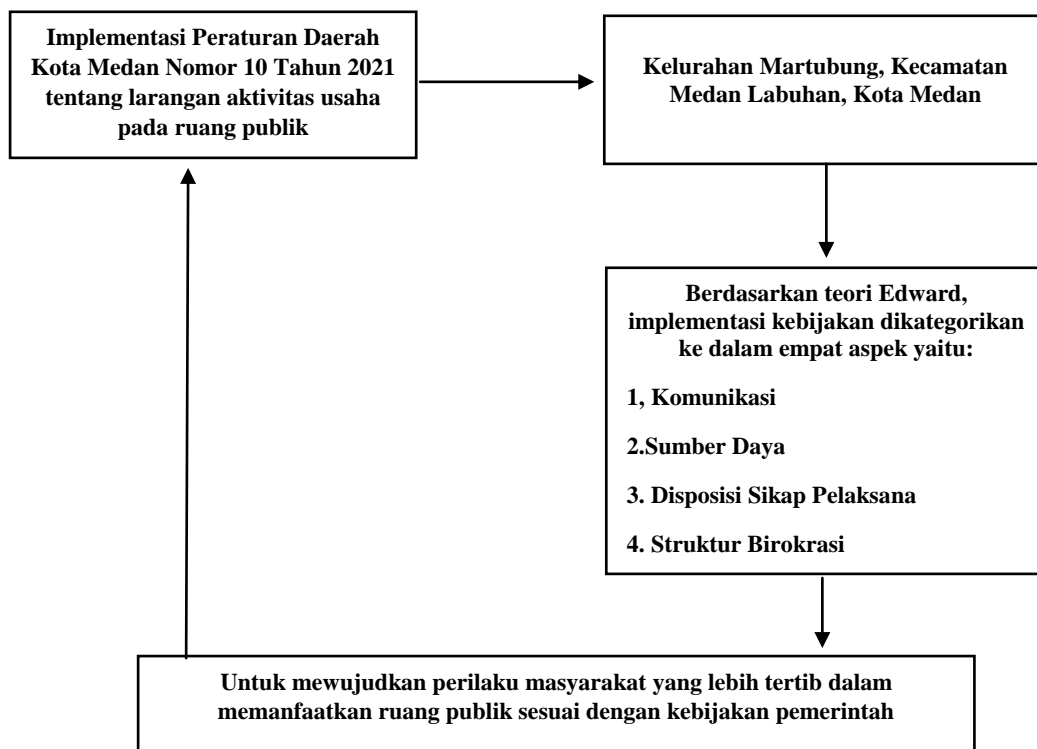 Implementasi Peraturan Daerah
Kota Medan Nomor 10 Tahun 2021
tentang larangan aktivitas usaha
pada ruang publik
Kelurahan Martubung, Kecamatan
Medan Labuhan, Kota Medan
Berdasarkan teori Edward,
implementasi kebijakan dikategorikan
ke dalam empat aspek yaitu:
1, Komunikasi
2.Sumber Daya
3. Disposisi Sikap Pelaksana
4. Struktur Birokrasi
Untuk mewujudkan perilaku masyarakat yang lebih tertib dalam
memanfaatkan ruang publik sesuai dengan kebijakan pemerintah